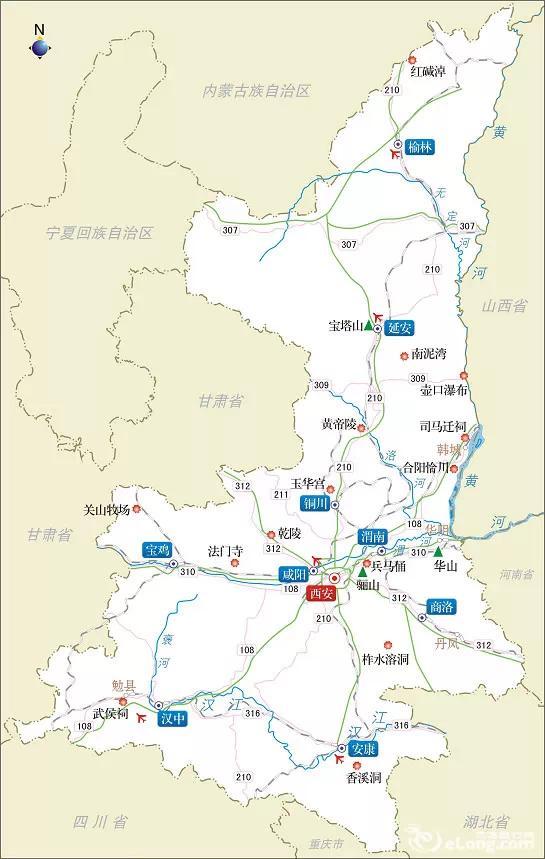 N
红碱淖
210
内蒙古族自治区
黄
榆林
无
定
河
307
河
宁夏回族自治区
307
307
210
山西省
宝塔山
延安
南泥湾
309
309
壶口瀑布
210
甘肃省
黄帝陵
司马迁祠
韩城
洛
河
合阳恰川
黄
河
312
玉华宫
210
铜川
关山牧场
312
乾陵
108
渭南
华阴
甘肃省
宝鸡
法门寺
312
渭
河
310
华山
310
咸阳
兵马俑
骊山
河南省
108
西安
312
商洛
210
丹凤
312
褒
河
108
柞水溶洞
勉县
武侯祠
汉中
汉
江
316
汉
江
316
108
安康
210
香溪洞
四川省
重庆市
湖北省
eLong.com